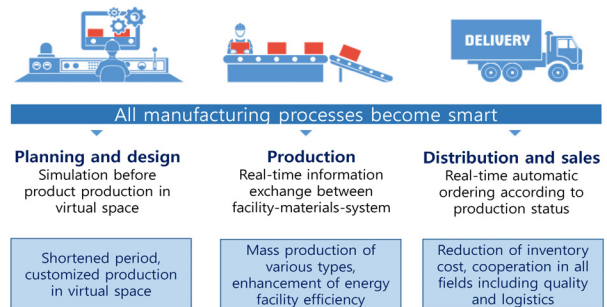 DELIVERY
All manufacturing processes become smart
Planning and design
Simulation before
product production in
virtual space
Production
Real-time information
exchange between
facility-materials-system
Distribution and sales
Real-time automatic
ordering according to
production status
Shortened period,
customized production
in virtual space
Mass production of
various types,
enhancement of energy
facility efficiency
Reduction of inventory
cost, cooperation in all
fields including quality
and logistics